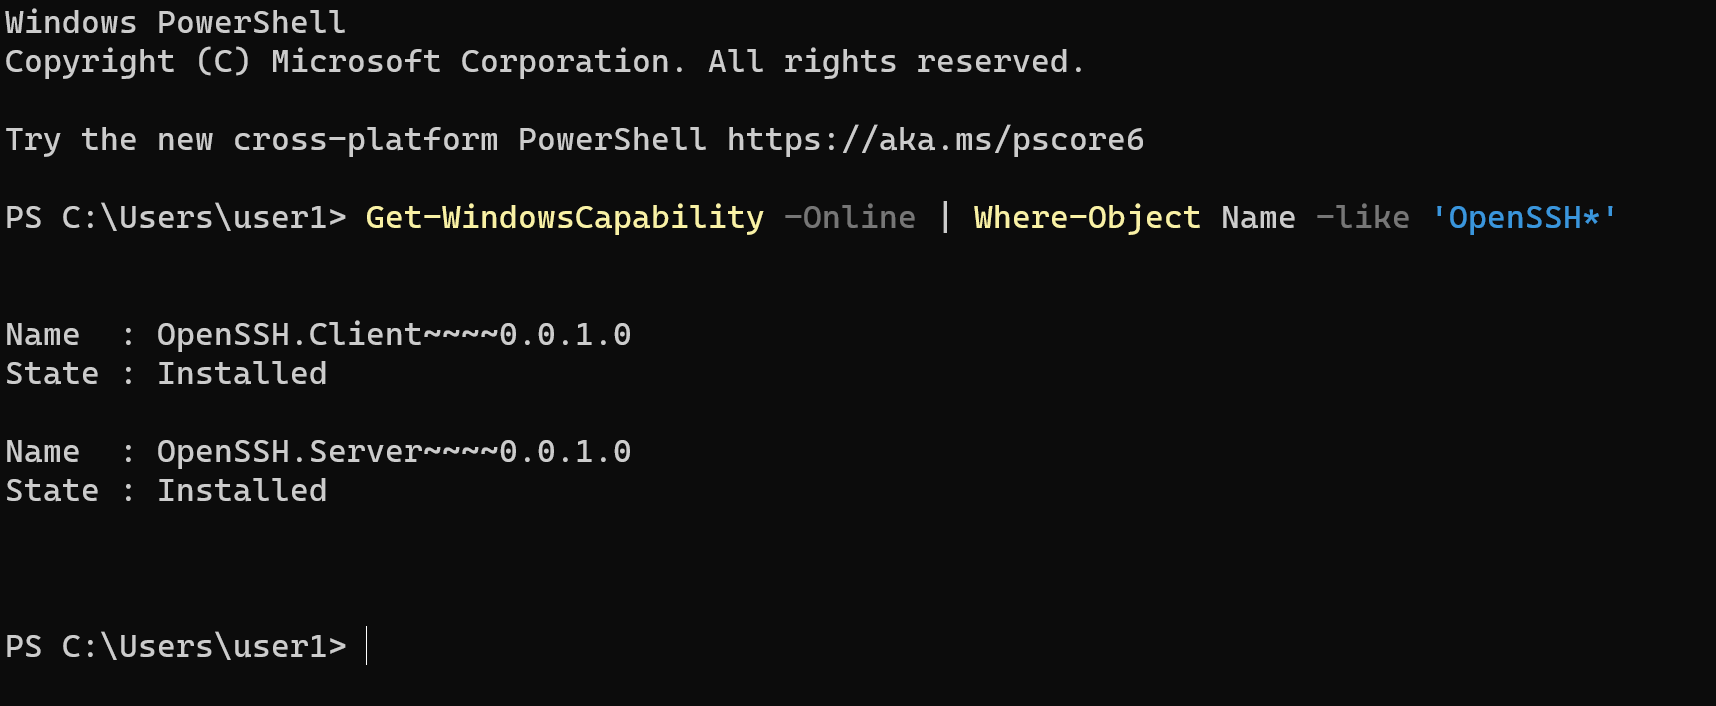 Windows PowerShell
Copyright (C) Microsoft Corporation. All rights reserved.
Try the new cross-platform PowerShell https://aka.ms/pscore6
PS C:\Users\user1> Get-WindowsCapability -Online | Where-Object Name -like 'OpenSSH*'
Name  : OpenSSH.Client~~~~0.0.1.0
State : Installed
Name  : OpenSSH.Server~~~~0.0.1.0
State : Installed
PS C:\Users\user1>